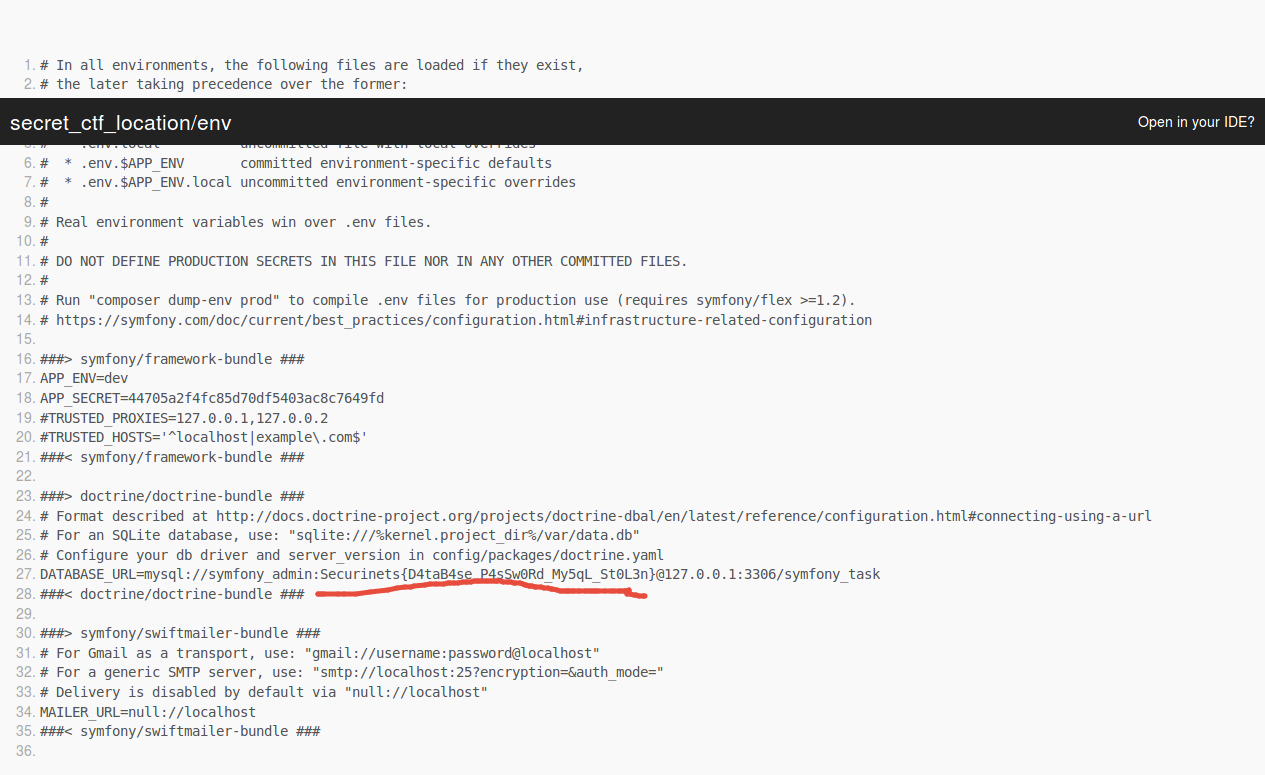 1. # In all environments, the following files are loaded if they exist,
2. # the later taking precedence over the former:
secret_ctf_location/env
Open in your IDE?
6. #  * .env.$APP_ENV       committed environment-specific defaults
7. #  * .env.$APP_ENV.local uncommitted environment-specific overrides
8. #
9. # Real environment variables win over .env files.
10. #
11. # DO NOT DEFINE PRODUCTION SECRETS IN THIS FILE NOR IN ANY OTHER COMMITTED FILES.
12. #
13. # Run "composer dump-env prod" to compile .env files for production use (requires symfony/flex >=1.2).
14. # https://symfony.com/doc/current/best_practices/configuration.html#infrastructure-related-configuration
15.
16. ###> symfony/framework-bundle ###
17. APP_ENV=dev
18. APP_SECRET=44705a2f4fc85d70df5403ac8c7649fd
19. #TRUSTED_PROXIES=127.0.0.1,127.0.0.2
20. #TRUSTED_HOSTS='^localhost|example\.com$'
21. ###< symfony/framework-bundle ###
22.
23. ###> doctrine/doctrine-bundle ###
24. # Format described at http://docs.doctrine-project.org/projects/doctrine-dbal/en/latest/reference/configuration.html#connecting-using-a-url
25. # For an SQLite database, use: "sqlite:///%kernel.project_dir%/var/data.db"
26. # Configure your db driver and server_version in config/packages/doctrine.yaml
27. DATABASE_URL=mysql://symfony_admin:Securinets{D4taB4se_P4sSw0Rd_My5qL_St0L3n}@127.0.0.1:3306/symfony_task
28. ###< doctrine/doctrine-bundle ###
29.
30. ###> symfony/swiftmailer-bundle ###
31. # For Gmail as a transport, use: "gmail://username:password@localhost"
32. # For a generic SMTP server, use: "smtp://localhost:25?encryption=&auth_mode="
33. # Delivery is disabled by default via "null://localhost"
34. MAILER_URL=null://localhost
35. ###< symfony/swiftmailer-bundle ###
36.